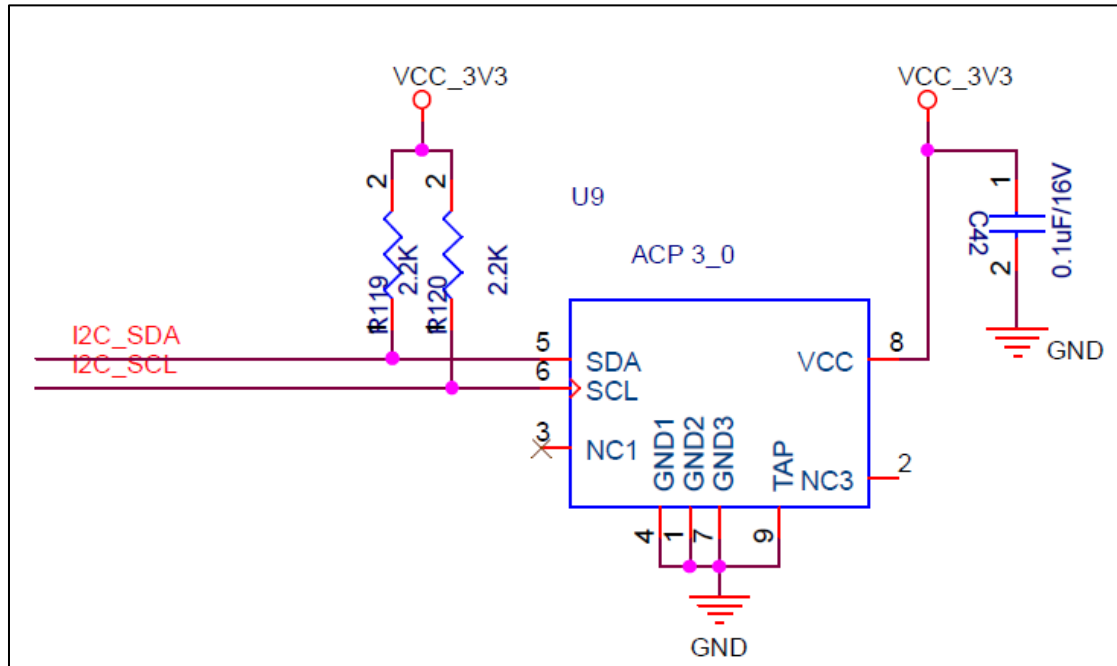 VCC_3V3
VCC_3V3
2
2
R119
2.2K
R120
2.2K
1
1
U9
ACP 3_0
1
C42
0.1uF/16V
2
GND
I2C_SDA
I2C_SCL
5
SDA
6
SCL
3
NC1
VCC
8
NC3
2
GND1
GND2
GND3
TAP
4
1
7
9
GND